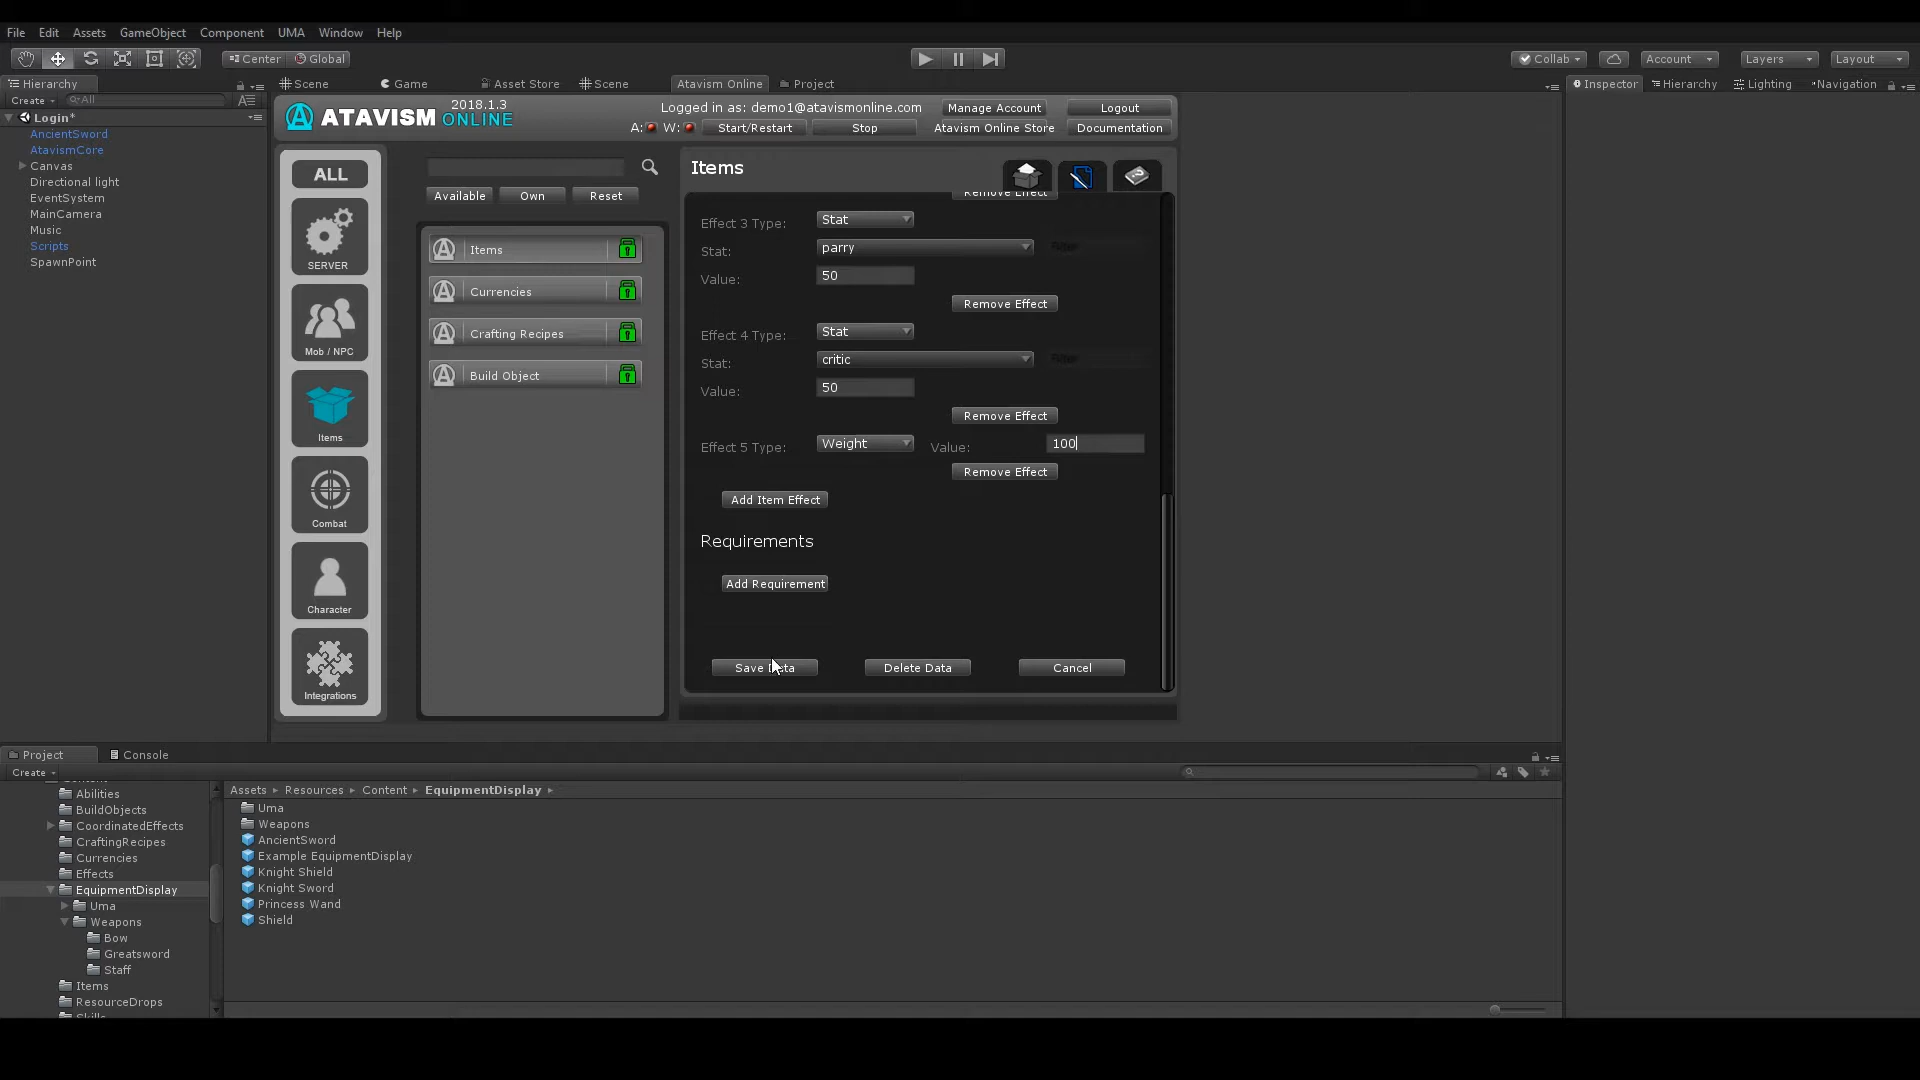 File Edit Assets GameObject Component UMA Window Help
Center Global Collab Account Layers Layout
Hierarchy Scene Game Asset Store Scene Atavism Online Project Inspector Hierarchy Lighting Navigation
Create All
Login*
AncientSword
AtavismCore
Canvas
Directional light
EventSystem
MainCamera
Music
Scripts
SpawnPoint
ATAVISM ONLINE 2018.1.3
Logged in as: demo1@atavismonline.com Manage Account Logout
A: W: Start/Restart Stop Atavism Online Store Documentation
ALL
SERVER
Mob / NPC
Items
Combat
Character
Integrations
Available Own Reset
Items
Currencies
Crafting Recipes
Build Object
Items
Remove Effect
Effect 3 Type: Stat
Stat: parry
Value: 50
Remove Effect
Effect 4 Type: Stat
Stat: critic
Value: 50
Remove Effect
Effect 5 Type: Weight Value: 100
Remove Effect
Add Item Effect
Requirements
Add Requirement
Save Data Delete Data Cancel
Project Console
Create
Abilities
BuildObjects
CoordinatedEffects
CraftingRecipes
Currencies
Effects
EquipmentDisplay
Uma
Weapons
Bow
Greatsword
Staff
Items
ResourceDrops
Assets Resources Content EquipmentDisplay
Uma
Weapons
AncientSword
Example EquipmentDisplay
Knight Shield
Knight Sword
Princess Wand
Shield